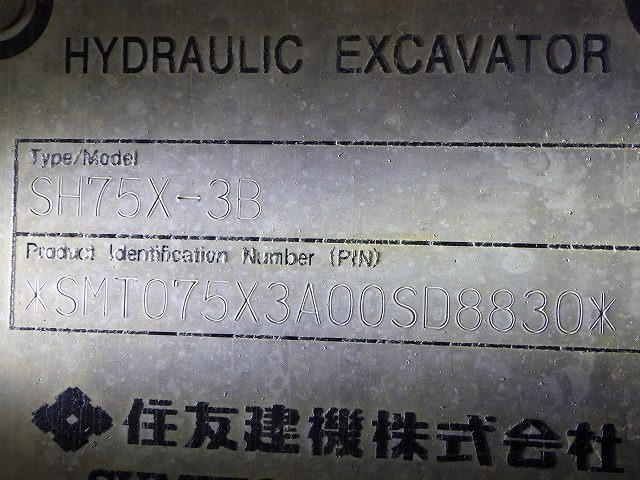 HYDRAULIC EXCAVATOR
Type/Model
SH75X-3B
Product Identification Number (PIN)
*SMT075X3A00SD8830*
住友建機株式会社